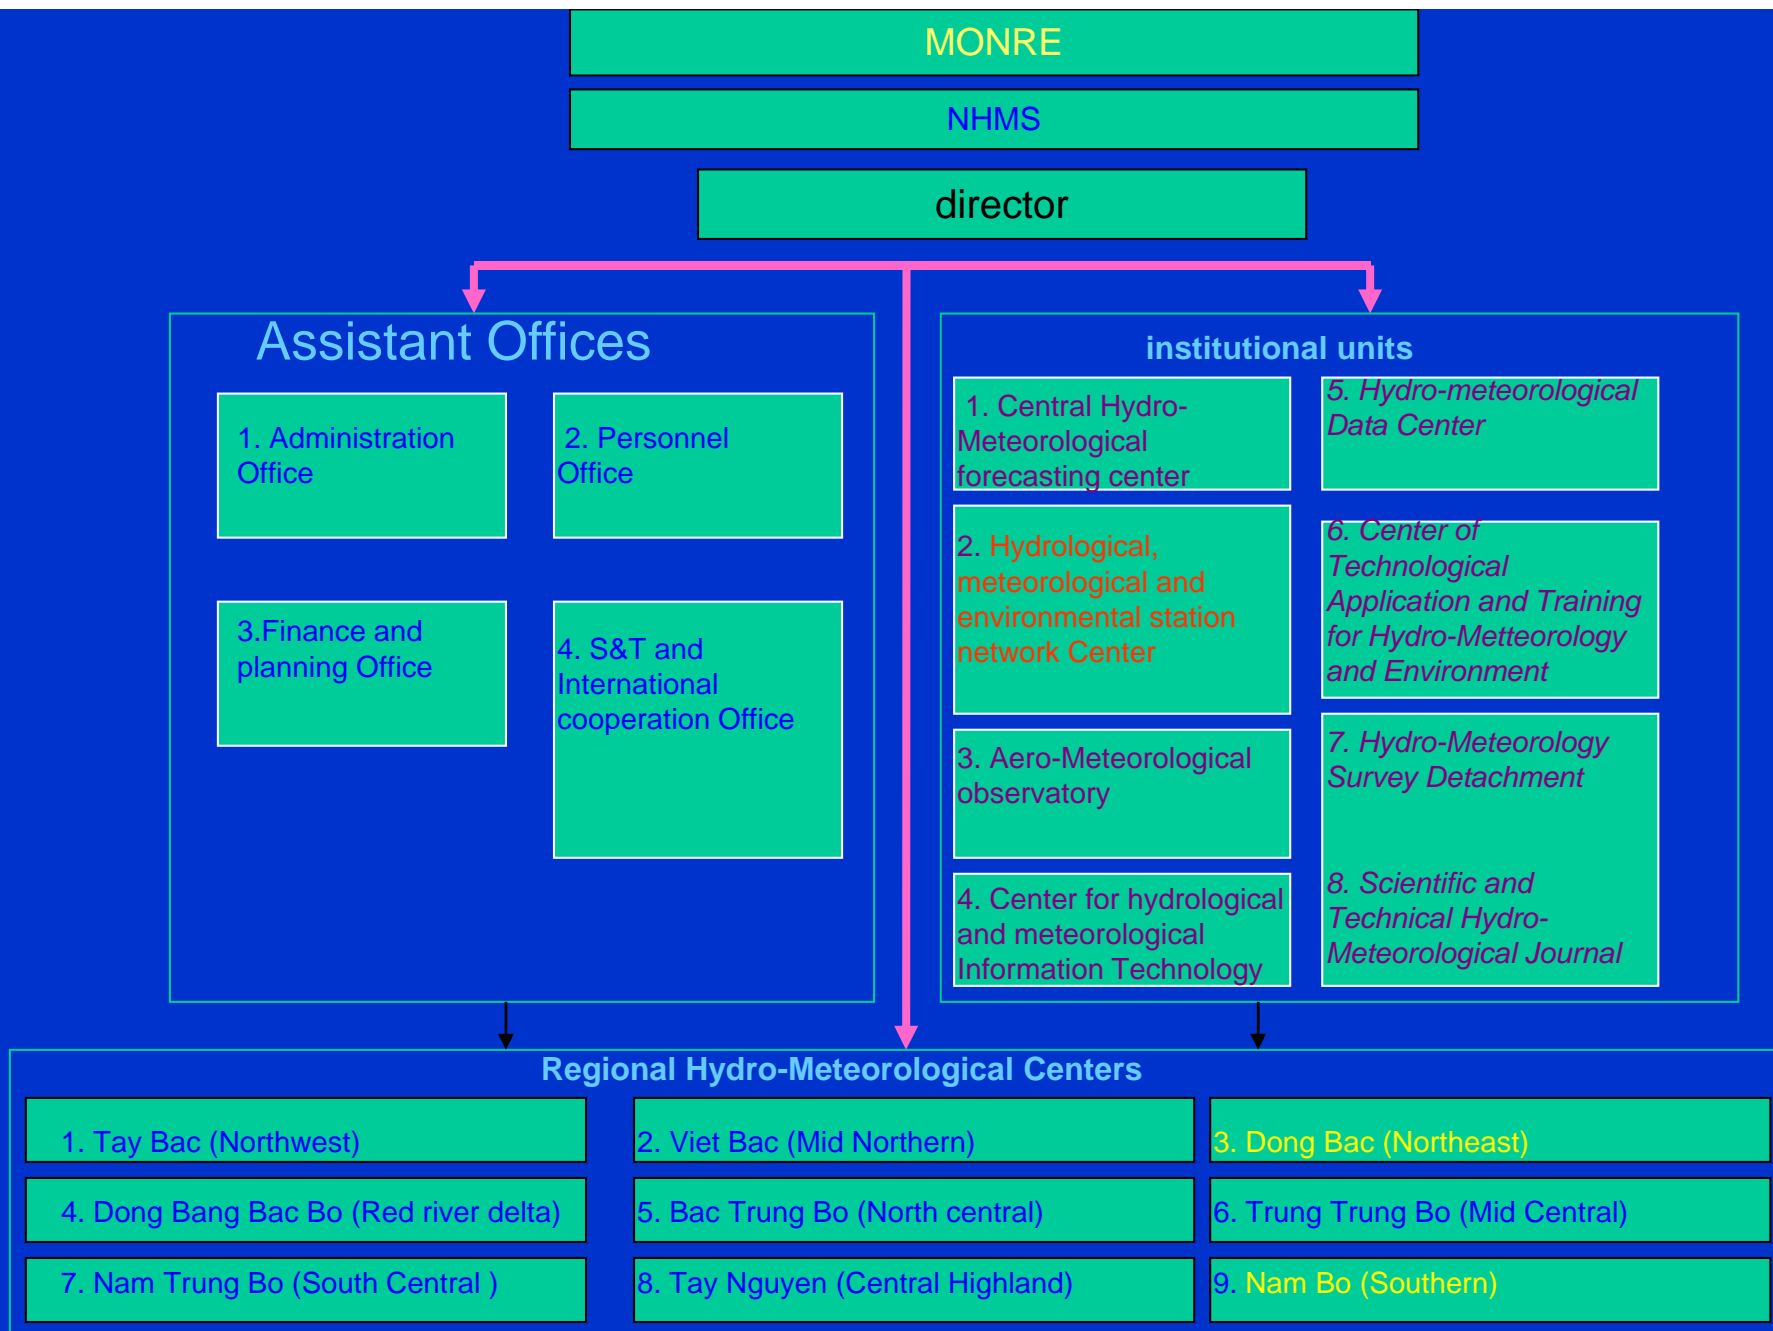 MONRE
NHMS
director
Assistant Offices
1. Administration
Office
2. Personnel
Office
3.Finance and
planning Office
4. S&T and
International
cooperation Office
institutional units
1. Central Hydro-
Meteorological
forecasting center
2. Hydrological,
meteorological and
environmental station
network Center
3. Aero-Meteorological
observatory
4. Center for hydrological
and meteorological
Information Technology
5. Hydro-meteorological
Data Center
6. Center of
Technological
Application and Training
for Hydro-Metteorology
and Environment
7. Hydro-Meteorology
Survey Detachment
8. Scientific and
Technical Hydro-
Meteorological Journal
Regional Hydro-Meteorological Centers
1. Tay Bac (Northwest)
2. Viet Bac (Mid Northern)
3. Dong Bac (Northeast)
4. Dong Bang Bac Bo (Red river delta)
5. Bac Trung Bo (North central)
6. Trung Trung Bo (Mid Central)
7. Nam Trung Bo (South Central )
8. Tay Nguyen (Central Highland)
9. Nam Bo (Southern)